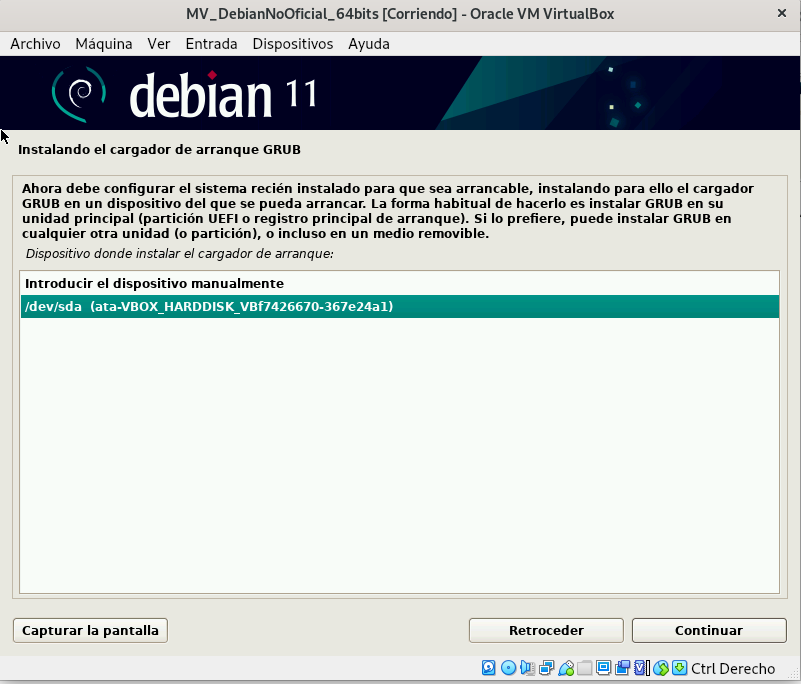 MV_DebianNoOficial_64bits [Corriendo] - Oracle VM VirtualBox
Archivo Máquina Ver Entrada Dispositivos Ayuda
debian 11
Instalando el cargador de arranque GRUB
Ahora debe configurar el sistema recién instalado para que sea arrancable, instalando para ello el cargador
GRUB en un dispositivo del que se pueda arrancar. La forma habitual de hacerlo es instalar GRUB en su
unidad principal (partición UEFI o registro principal de arranque). Si lo prefiere, puede instalar GRUB en
cualquier otra unidad (o partición), o incluso en un medio removible.
Dispositivo donde instalar el cargador de arranque:
Introducir el dispositivo manualmente
/dev/sda (ata-VBOX_HARDDISK_VBf7426670-367e24a1)
Capturar la pantalla Retroceder Continuar
Ctrl Derecho